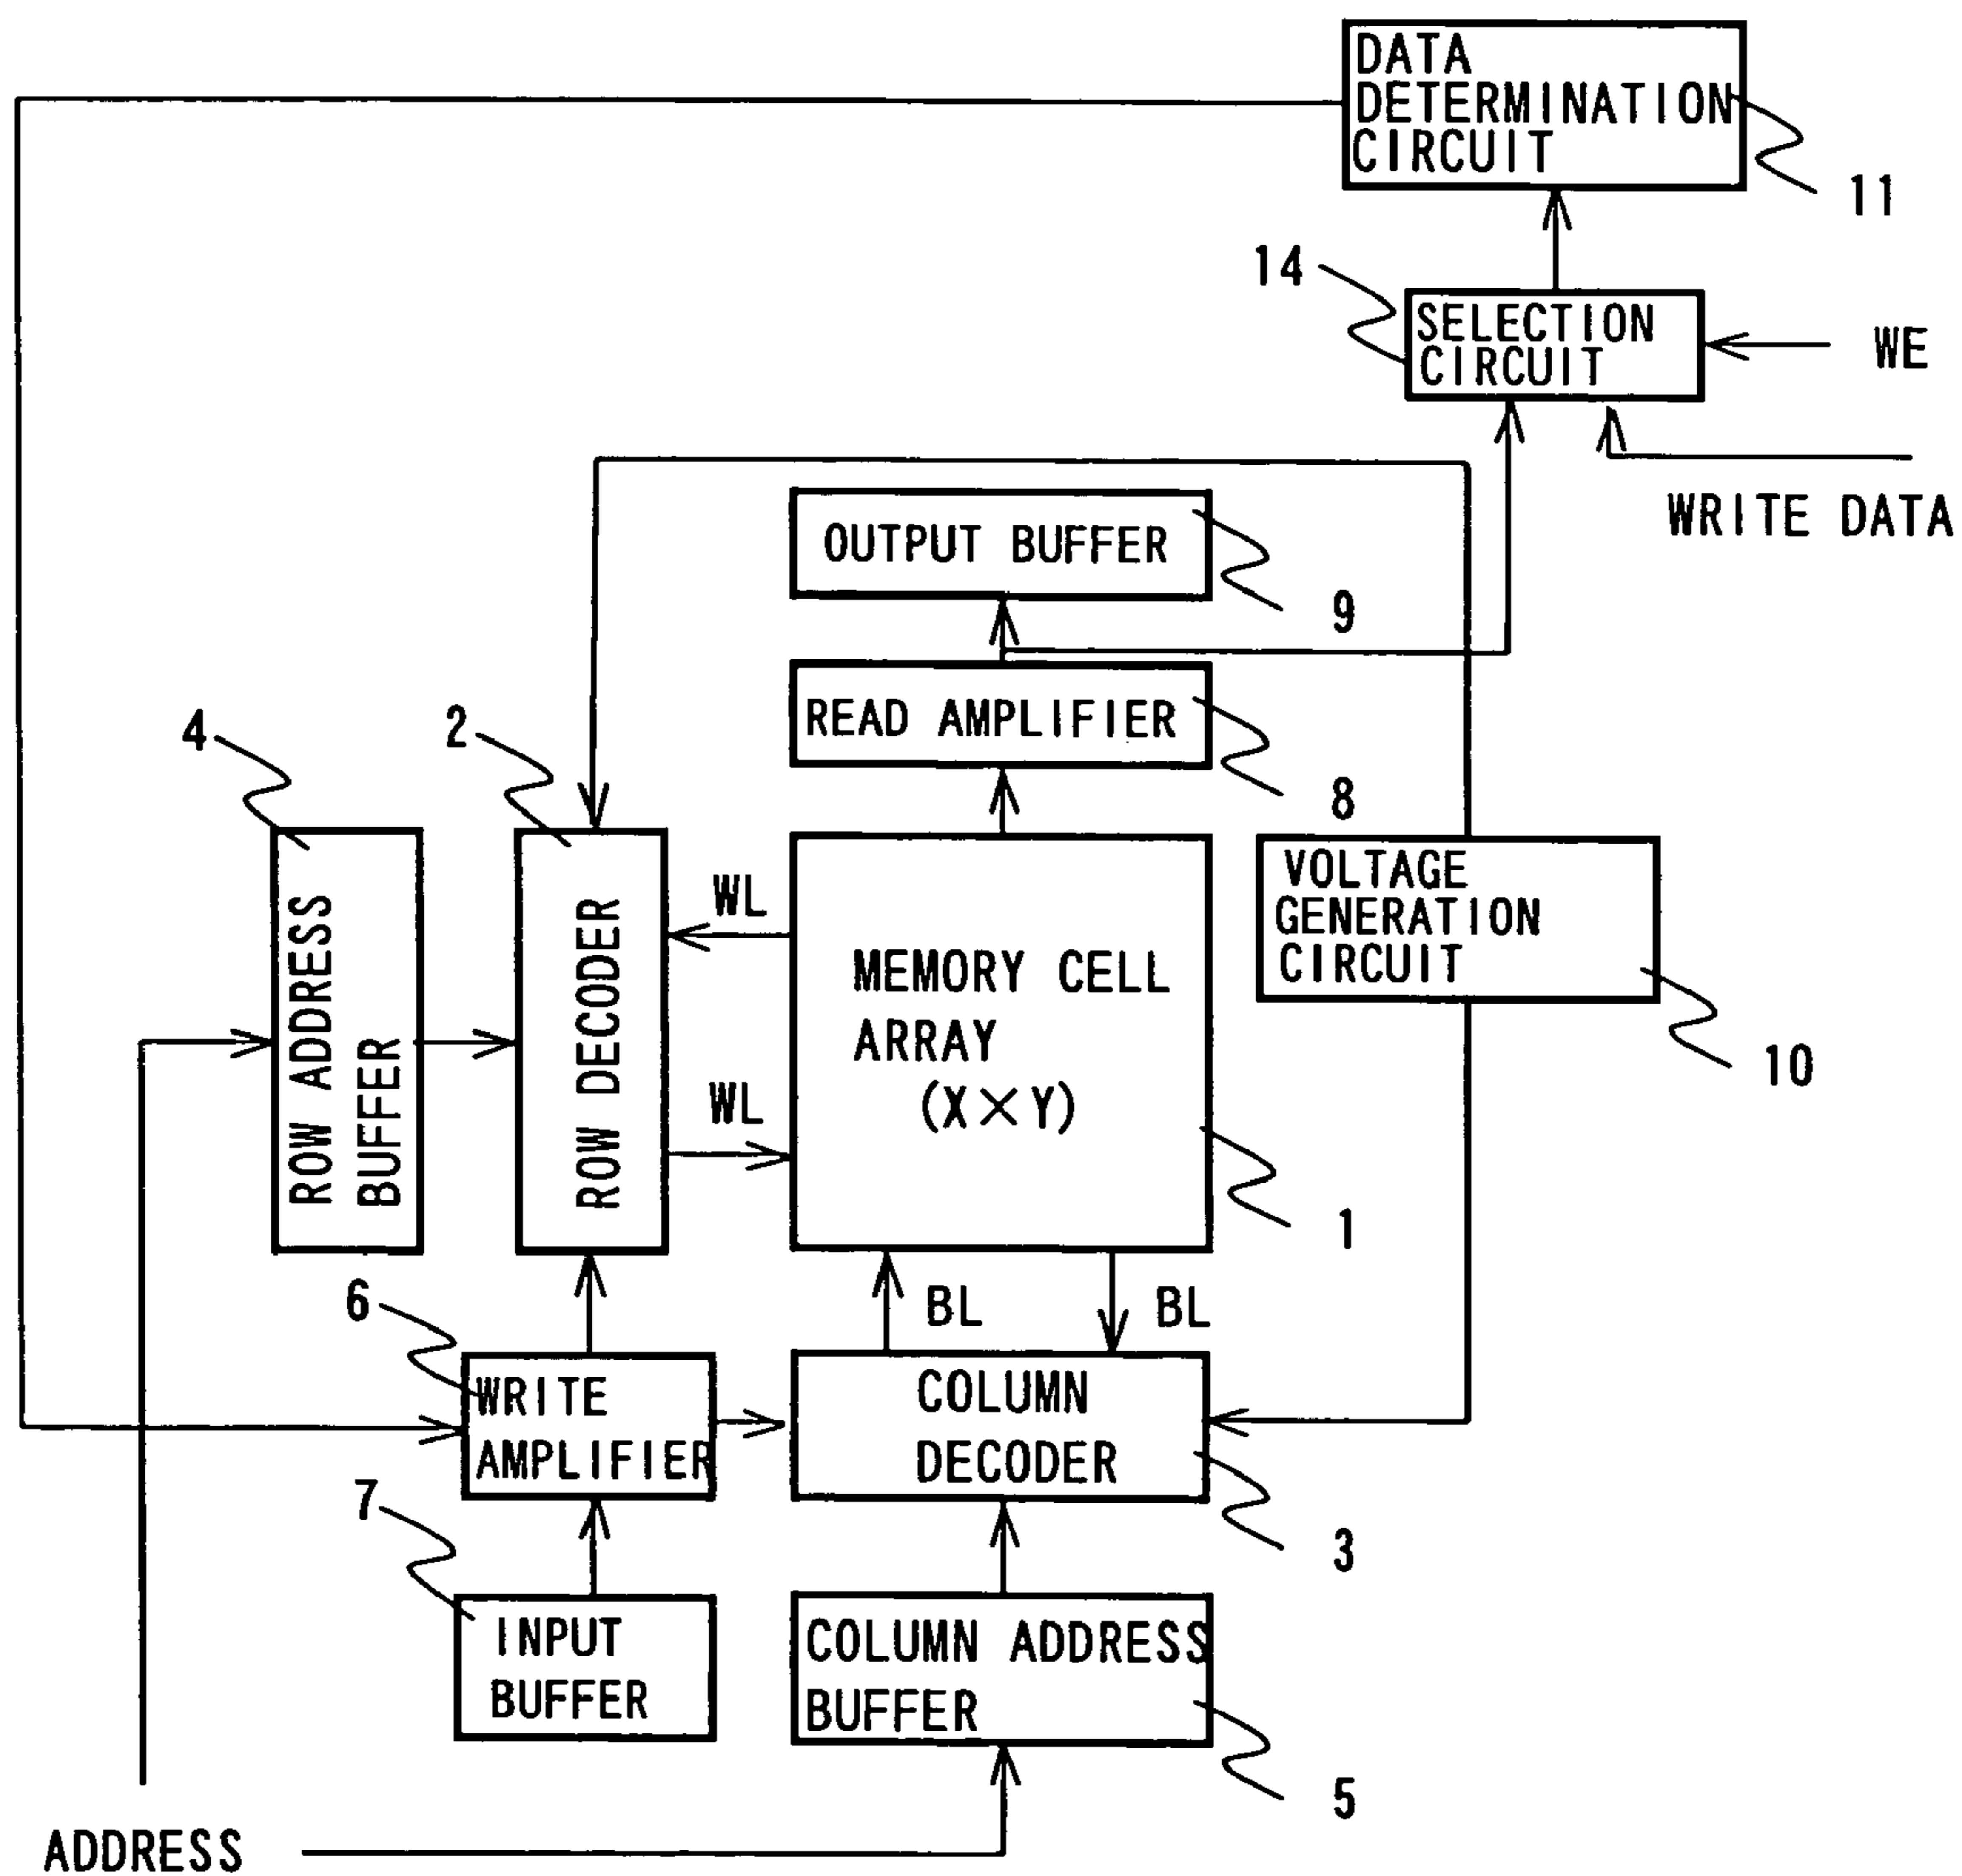 DATA
DETERMINATION
CIRCUIT
11
14
SELECTION
CIRCUIT
WE
WRITE DATA
OUTPUT BUFFER
9
READ AMPLIFIER
8
4
2
ROW ADDRESS
BUFFER
ROW DECODER
WL
WL
MEMORY CELL
ARRAY
(X×Y)
1
VOLTAGE
GENERATION
CIRCUIT
10
BL
BL
6
WRITE
AMPLIFIER
COLUMN
DECODER
3
7
INPUT
BUFFER
COLUMN ADDRESS
BUFFER
5
ADDRESS